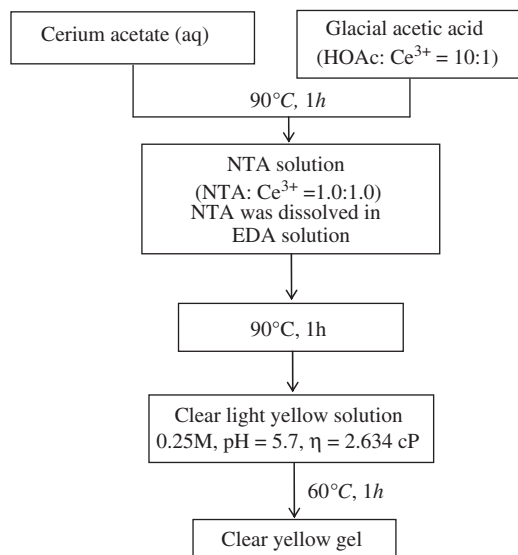 Cerium acetate (aq)
Glacial acetic acid
(HOAc: Ce³⁺ = 10:1)
90°C, 1h
NTA solution
(NTA: Ce³⁺ =1.0:1.0)
NTA was dissolved in
EDA solution
90°C, 1h
Clear light yellow solution
0.25M, pH = 5.7, η = 2.634 cP
60°C, 1h
Clear yellow gel